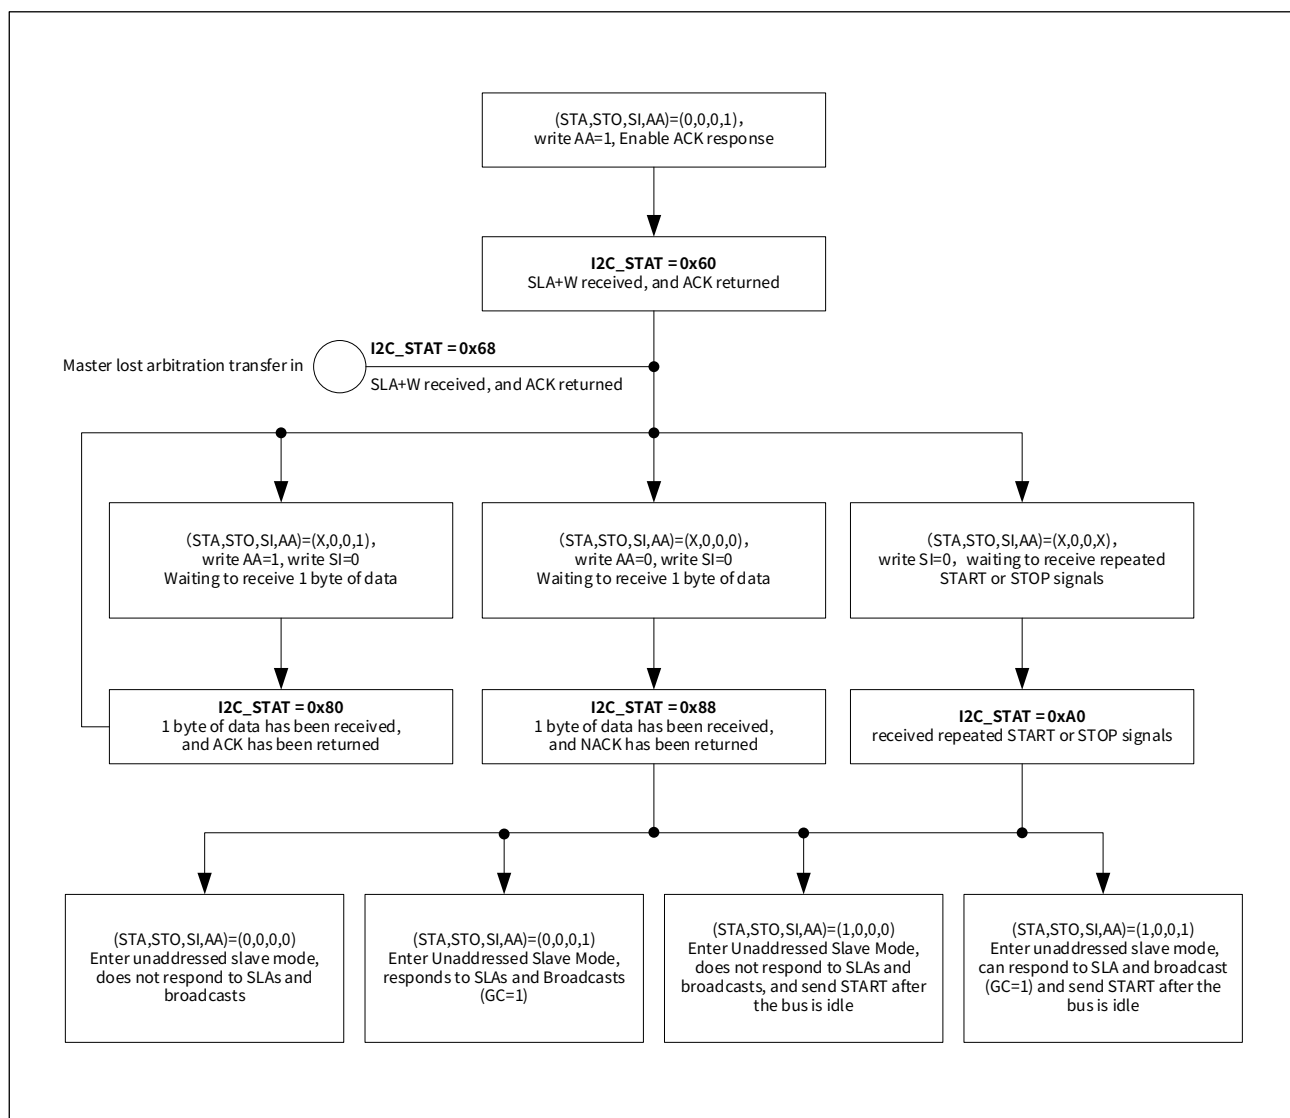 (STA,STO,SI,AA)=(0,0,0,1)，
write AA=1, Enable ACK response
I2C_STAT = 0x60
SLA+W received, and ACK returned
I2C_STAT = 0x68
Master lost arbitration transfer in
SLA+W received, and ACK returned
（STA,STO,SI,AA)=(X,0,0,1)，
write AA=1, write SI=0
Waiting to receive 1 byte of data
（STA,STO,SI,AA)=(X,0,0,0)，
write AA=0, write SI=0
Waiting to receive 1 byte of data
（STA,STO,SI,AA)=(X,0,0,X)，
write SI=0，waiting to receive repeated
START or STOP signals
I2C_STAT = 0x80
1 byte of data has been received,
and ACK has been returned
I2C_STAT = 0x88
1 byte of data has been received,
and NACK has been returned
I2C_STAT = 0xA0
received repeated START or STOP signals
(STA,STO,SI,AA)=(0,0,0,0)
Enter unaddressed slave mode,
does not respond to SLAs and
broadcasts
(STA,STO,SI,AA)=(0,0,0,1)
Enter Unaddressed Slave Mode,
responds to SLAs and Broadcasts
(GC=1)
(STA,STO,SI,AA)=(1,0,0,0)
Enter Unaddressed Slave Mode,
does not respond to SLAs and
broadcasts, and send START after
the bus is idle
(STA,STO,SI,AA)=(1,0,0,1)
Enter unaddressed slave mode,
can respond to SLA and broadcast
(GC=1) and send START after the
bus is idle